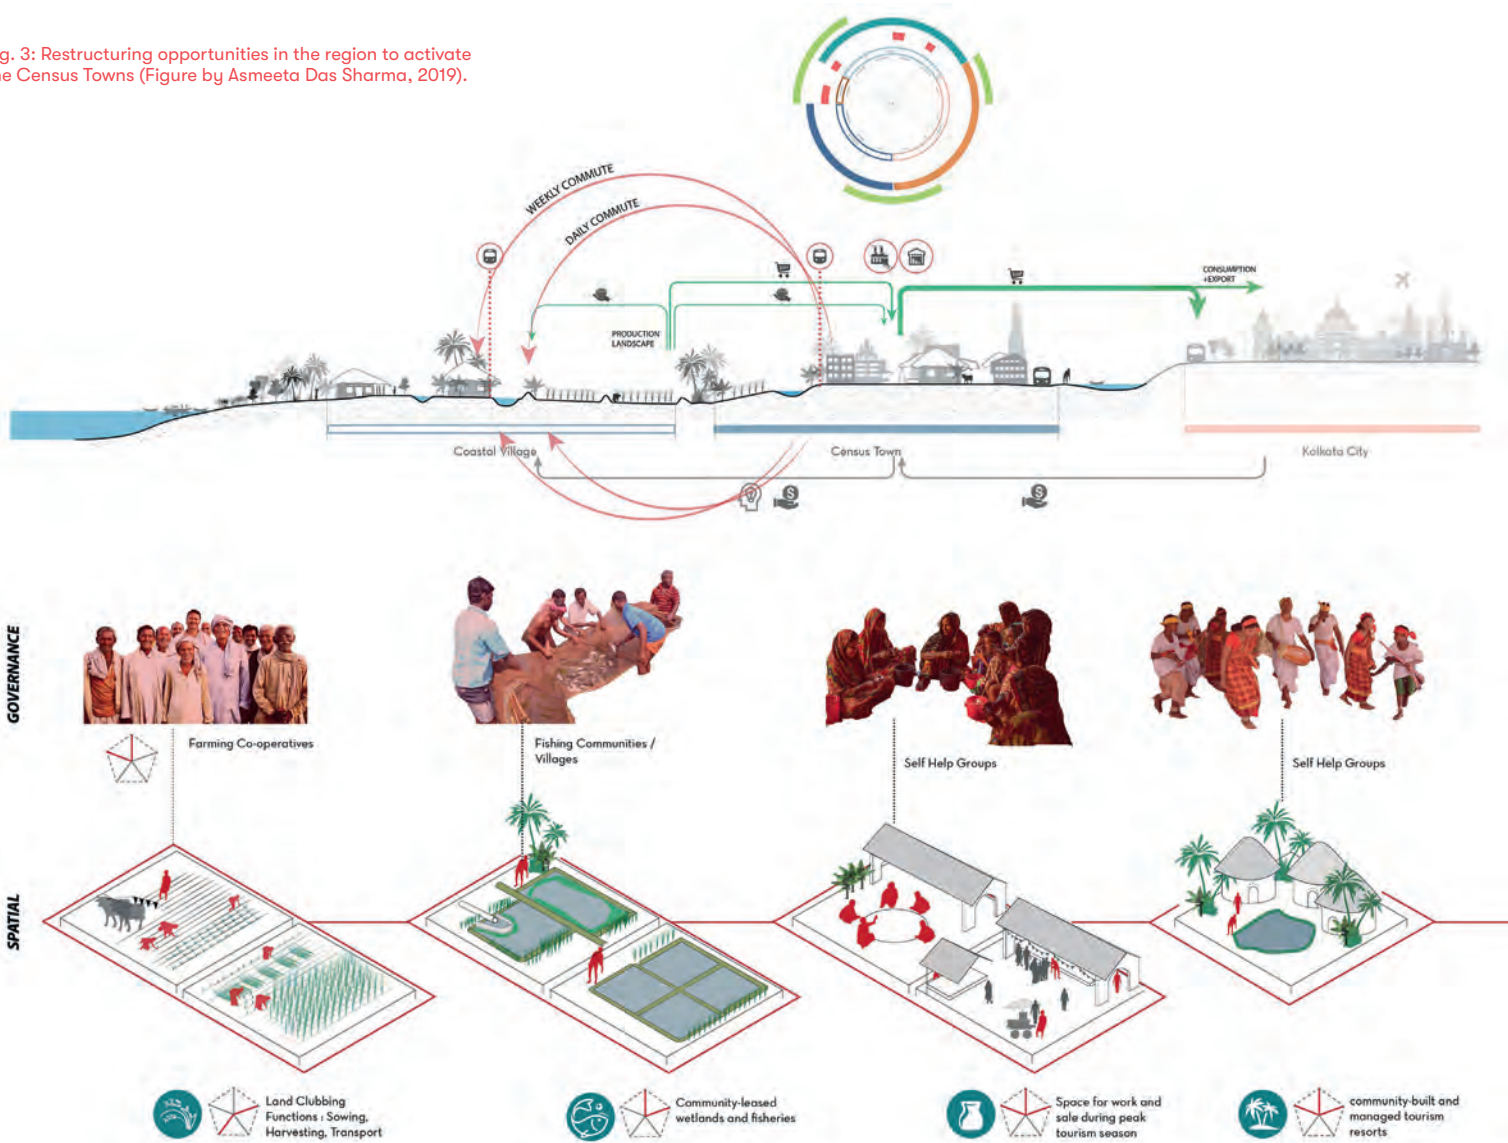 g. 3: Restructuring opportunities in the region to activate
e Census Towns (Figure by Asmeeta Das Sharma, 2019).
WEEKLY COMMUTE
DAILY COMMUTE
PRODUCTION
LANDSCAPE
CONSUMPTION
+EXPORT
Coastal Village
Census Town
Kolkata City
GOVERNANCE
Farming Co-operatives
Fishing Communities /
Villages
Self Help Groups
Self Help Groups
SPATIAL
Land Clubbing
Functions : Sowing,
Harvesting, Transport
Community-leased
wetlands and fisheries
Space for work and
sale during peak
tourism season
community-built and
managed tourism
resorts